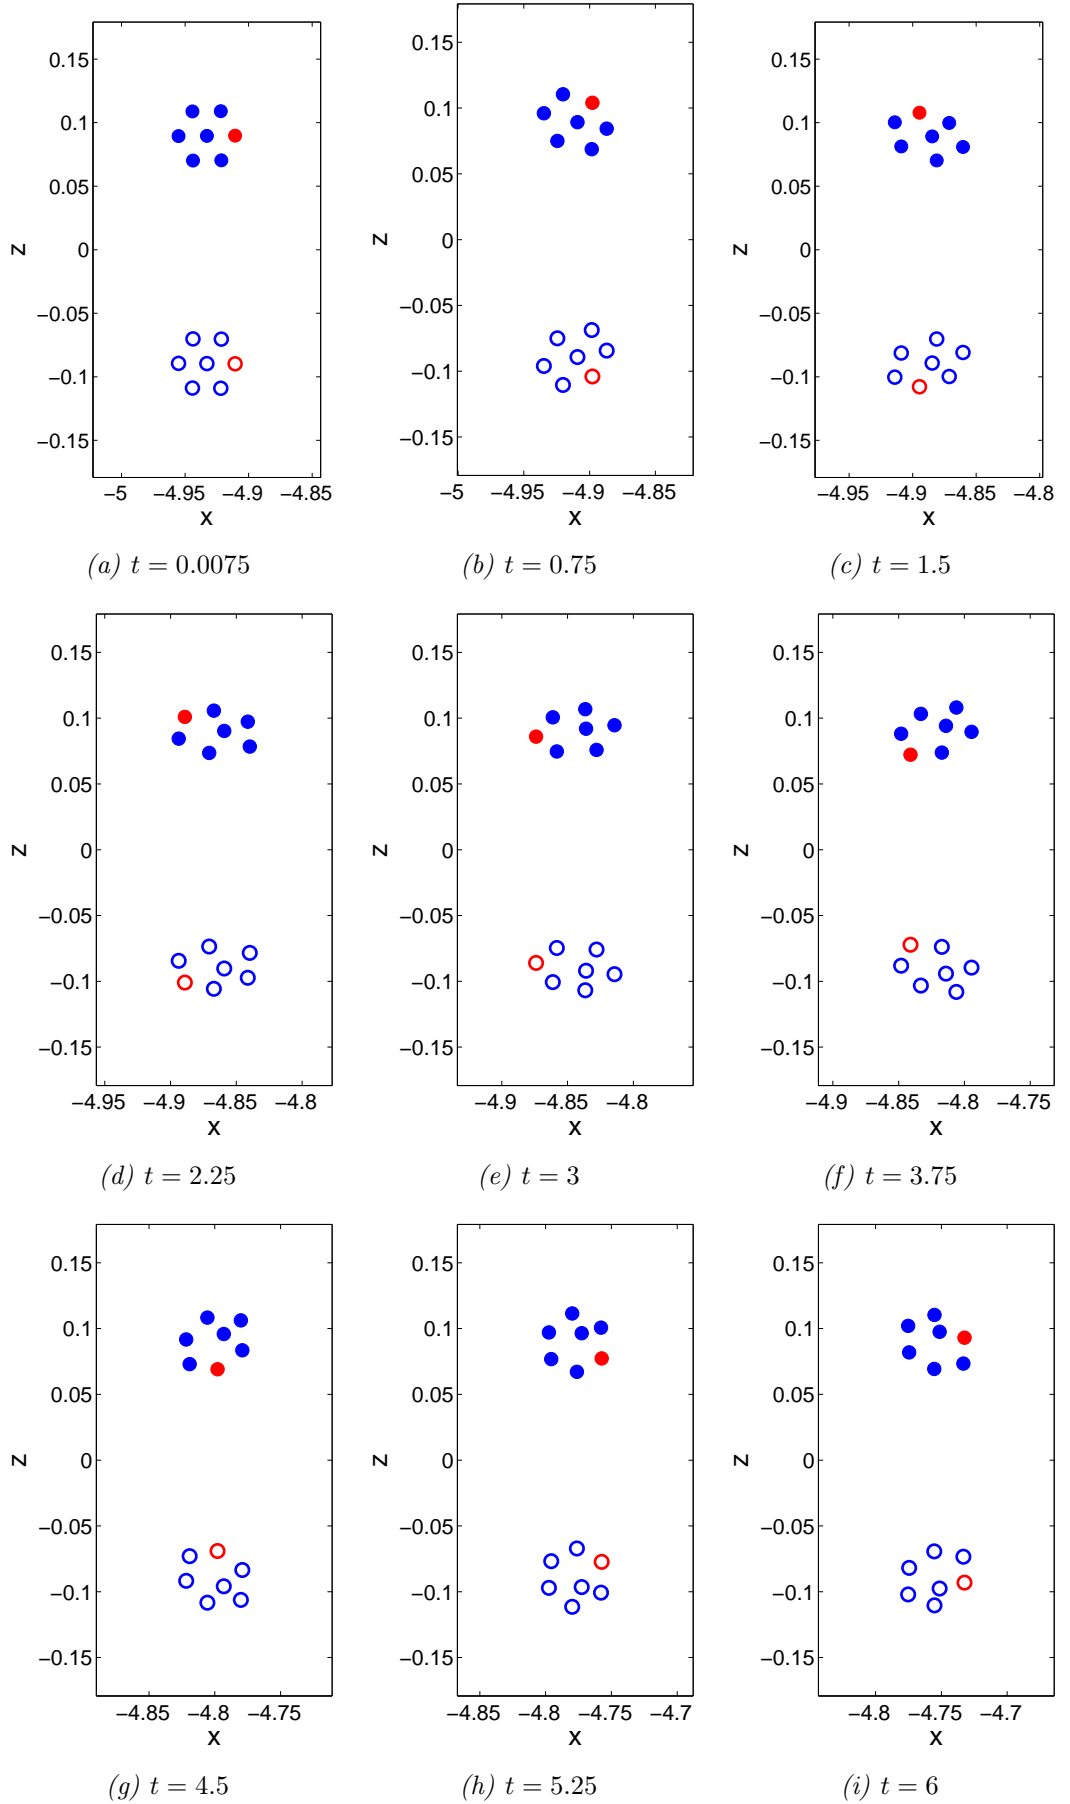 0.15
0.1
0.05
0
−0.05
−0.1
−0.15
z
−5 −4.95 −4.9 −4.85
x
(a) t = 0.0075
0.15
0.1
0.05
0
−0.05
−0.1
−0.15
z
−5 −4.95 −4.9 −4.85
x
(b) t = 0.75
0.15
0.1
0.05
0
−0.05
−0.1
−0.15
z
−4.95 −4.9 −4.85 −4.8
x
(c) t = 1.5
0.15
0.1
0.05
0
−0.05
−0.1
−0.15
z
−4.95 −4.9 −4.85 −4.8
x
(d) t = 2.25
0.15
0.1
0.05
0
−0.05
−0.1
−0.15
z
−4.9 −4.85 −4.8
x
(e) t = 3
0.15
0.1
0.05
0
−0.05
−0.1
−0.15
z
−4.9 −4.85 −4.8 −4.75
x
(f) t = 3.75
0.15
0.1
0.05
0
−0.05
−0.1
−0.15
z
−4.85 −4.8 −4.75
x
(g) t = 4.5
0.15
0.1
0.05
0
−0.05
−0.1
−0.15
z
−4.85 −4.8 −4.75 −4.7
x
(h) t = 5.25
0.15
0.1
0.05
0
−0.05
−0.1
−0.15
z
−4.8 −4.75 −4.7
x
(i) t = 6